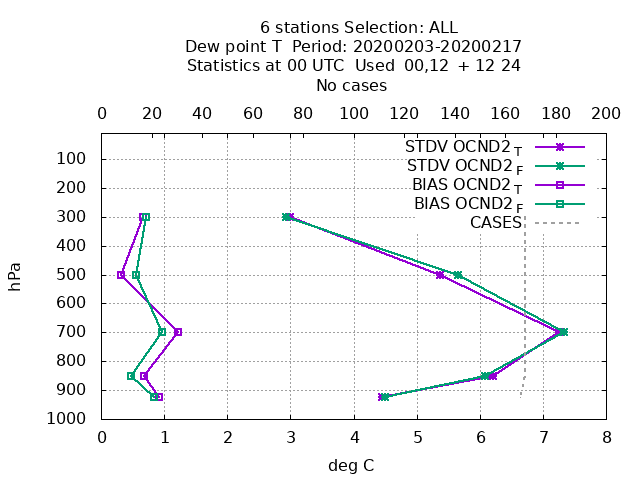 6 stations Selection: ALL
Dew point T  Period: 20200203-20200217
Statistics at 00 UTC  Used  00,12  + 12 24
No cases
0 20 40 60 80 100 120 140 160 180 200
STDV OCND2 T
STDV OCND2 F
BIAS OCND2 T
BIAS OCND2 F
CASES
hPa
100
200
300
400
500
600
700
800
900
1000
0 1 2 3 4 5 6 7 8
deg C